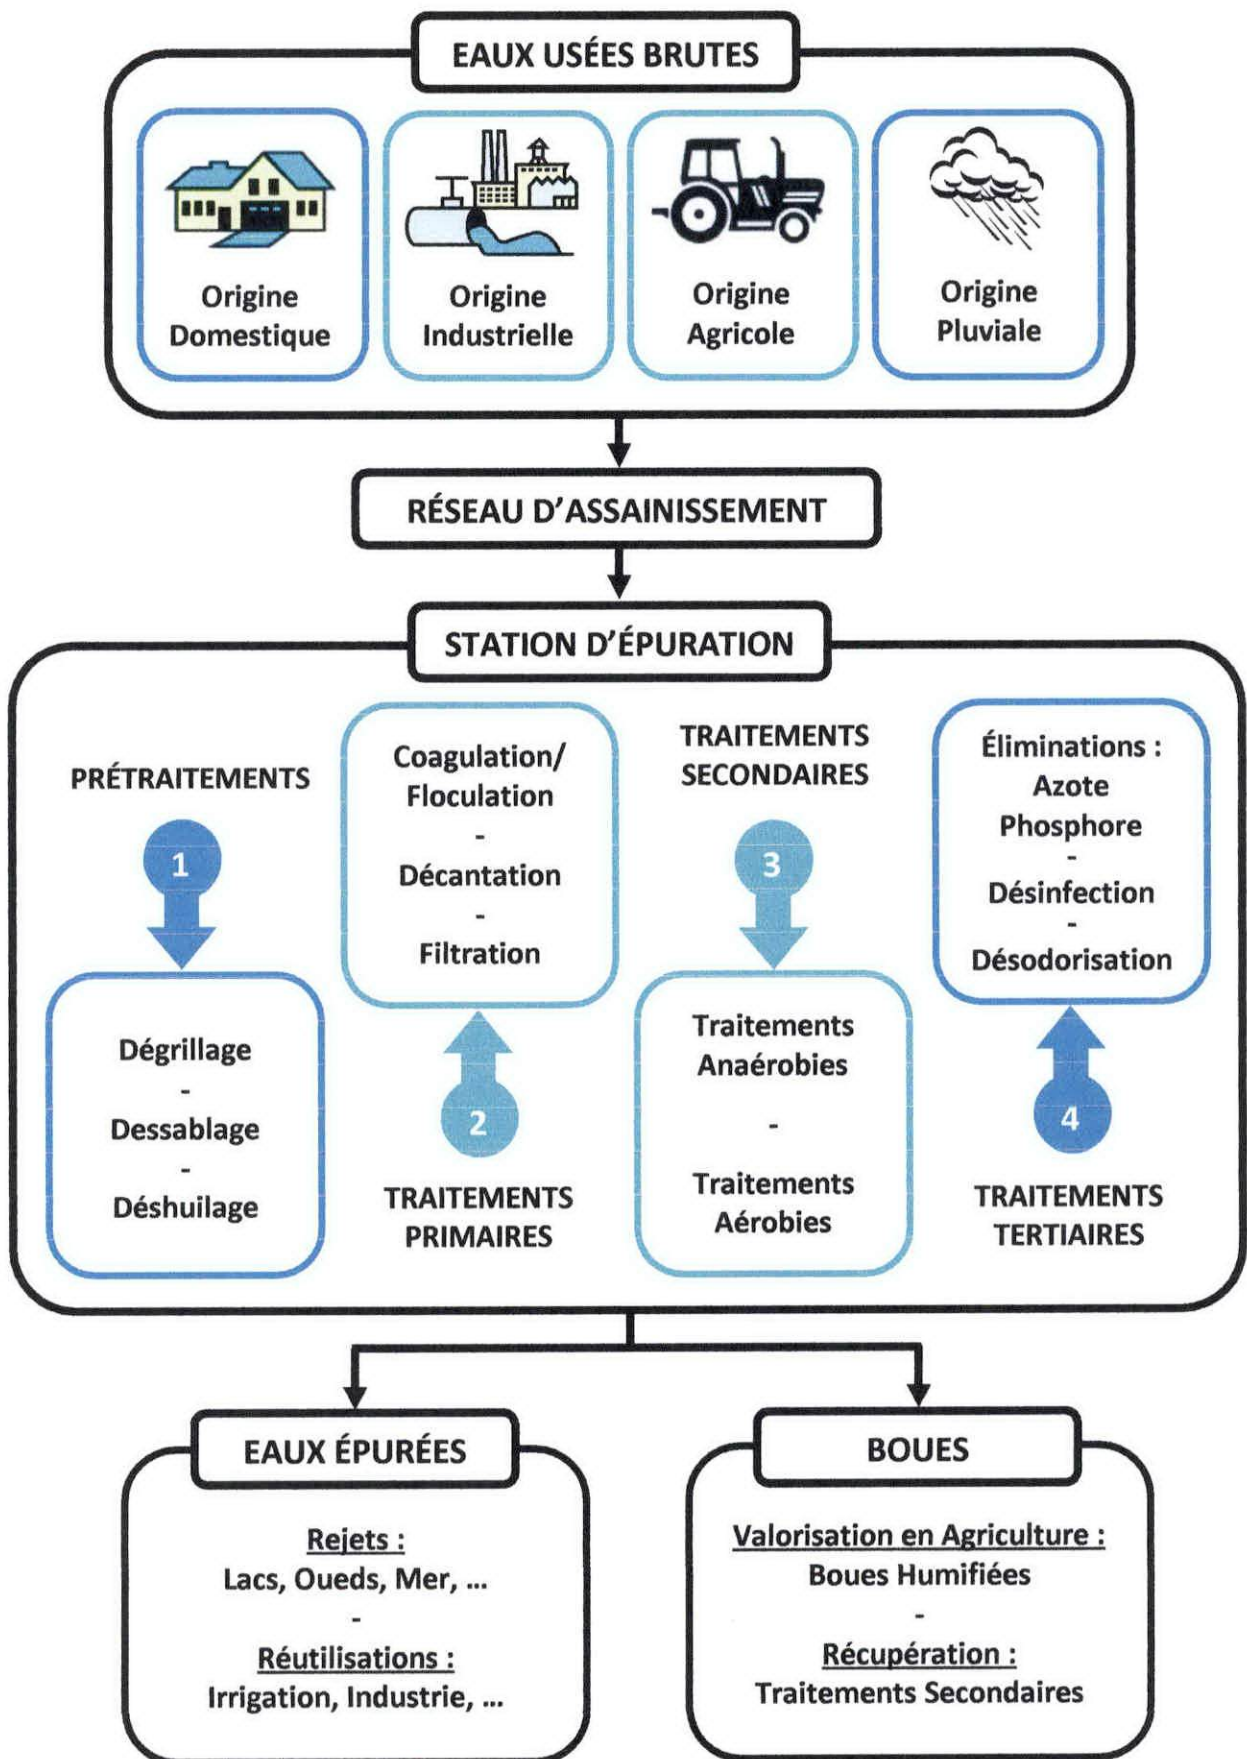 EAUX USÉES BRUTES
Origine
Domestique
Origine
Industrielle
Origine
Agricole
Origine
Pluviale
RÉSEAU D'ASSAINISSEMENT
STATION D'ÉPURATION
PRÉTRAITEMENTS
1
Dégrillage
-
Dessablage
-
Déshuilage
Coagulation/
Floculation
-
Décantation
-
Filtration
2
TRAITEMENTS
PRIMAIRES
TRAITEMENTS
SECONDAIRES
3
Traitements
Anaérobies
-
Traitements
Aérobies
Éliminations :
Azote
Phosphore
-
Désinfection
-
Désodorisation
4
TRAITEMENTS
TERTIAIRES
EAUX ÉPURÉES
Rejets :
Lacs, Oueds, Mer, ...
-
Réutilisations :
Irrigation, Industrie, ...
BOUES
Valorisation en Agriculture :
Boues Humifiées
-
Récupération :
Traitements Secondaires